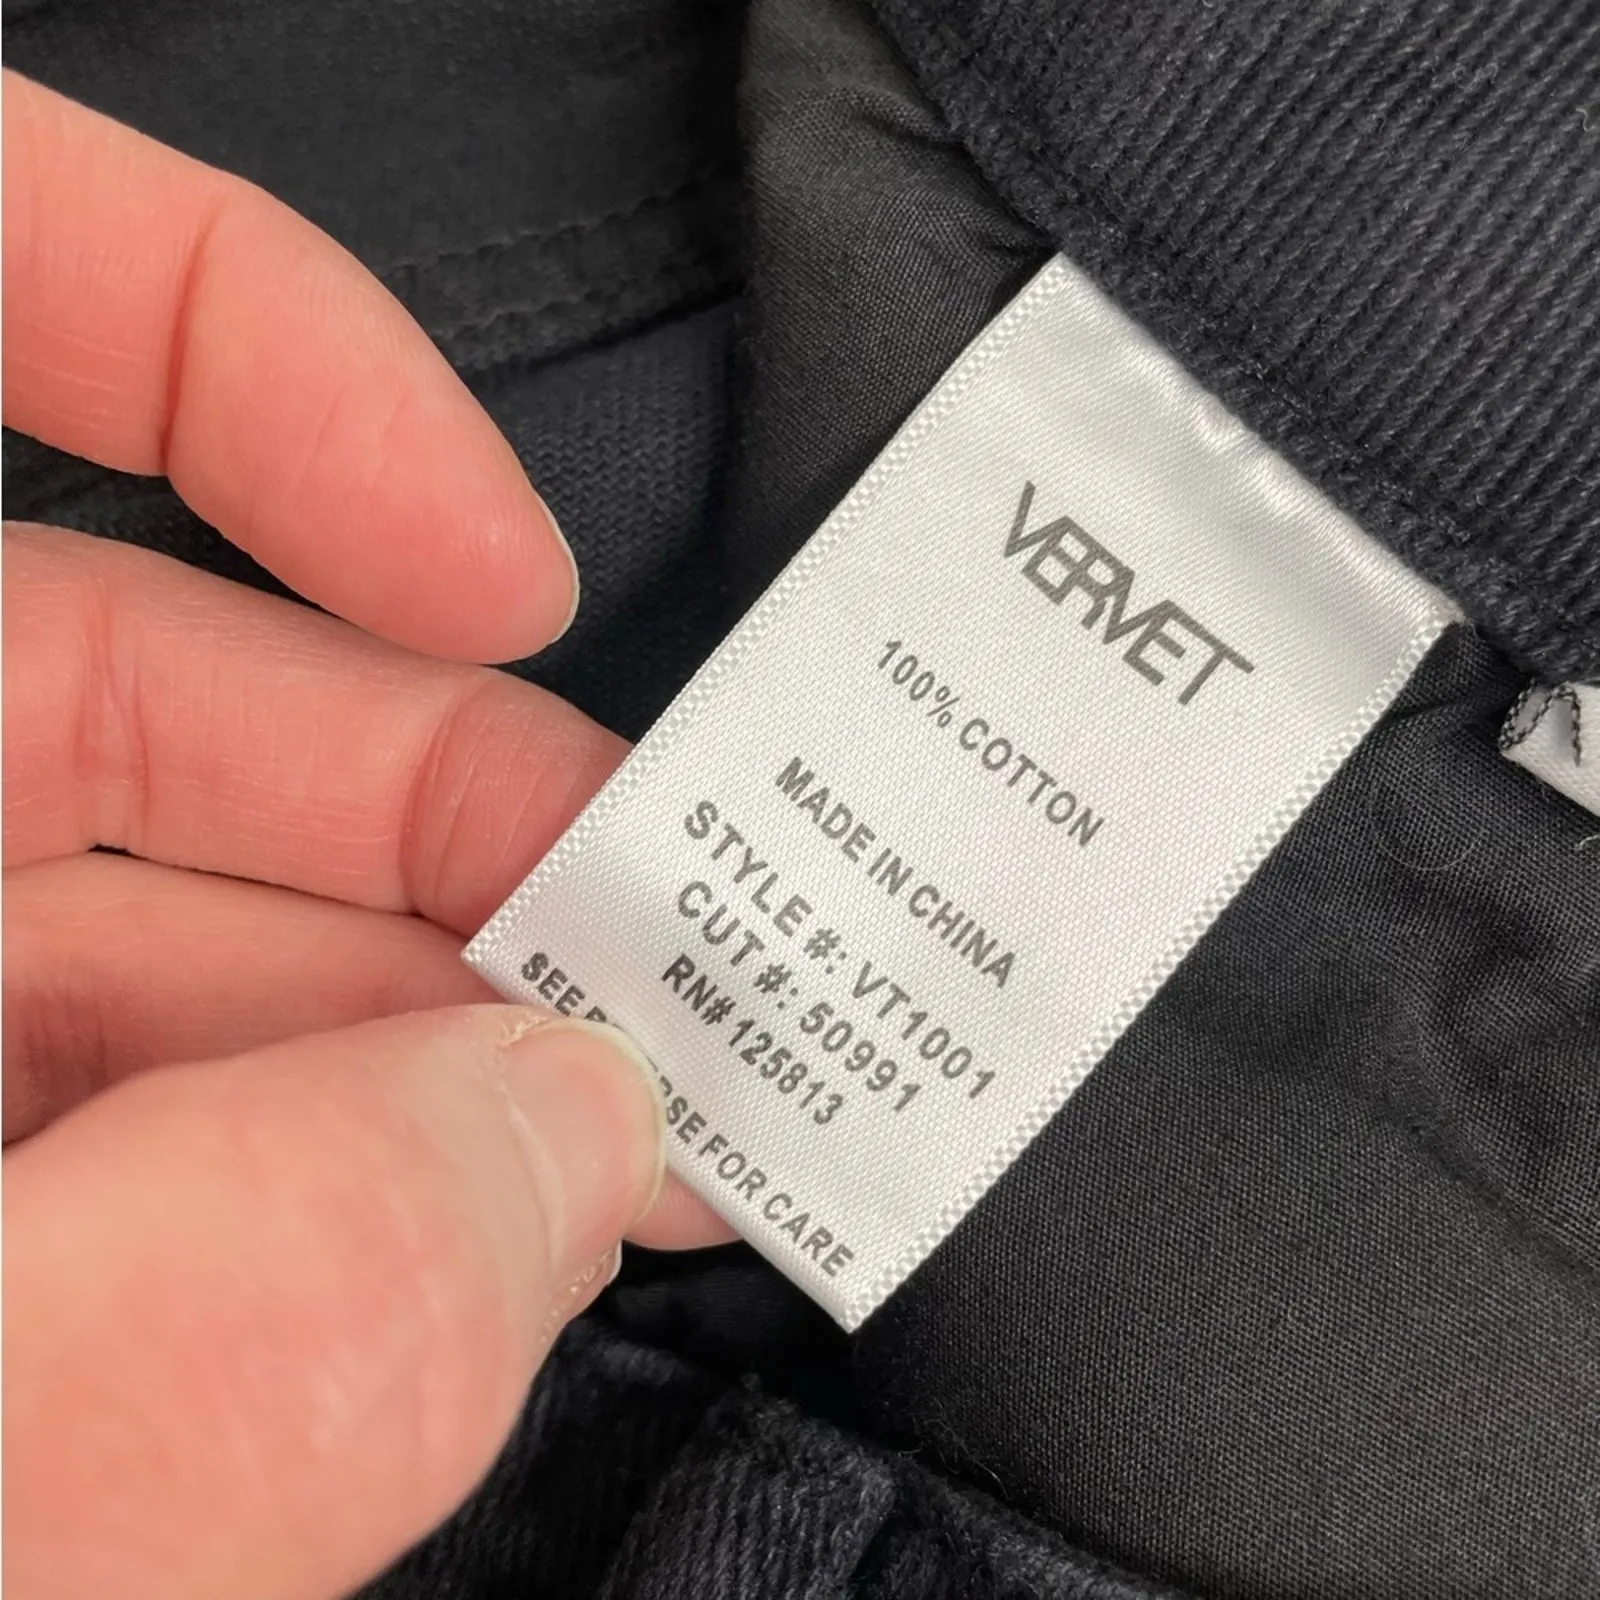 VERVET
100% COTTON
MADE IN CHINA
STYLE #: VT1001
CUT #: 50991
RN# 125813
SEE FOR CARE